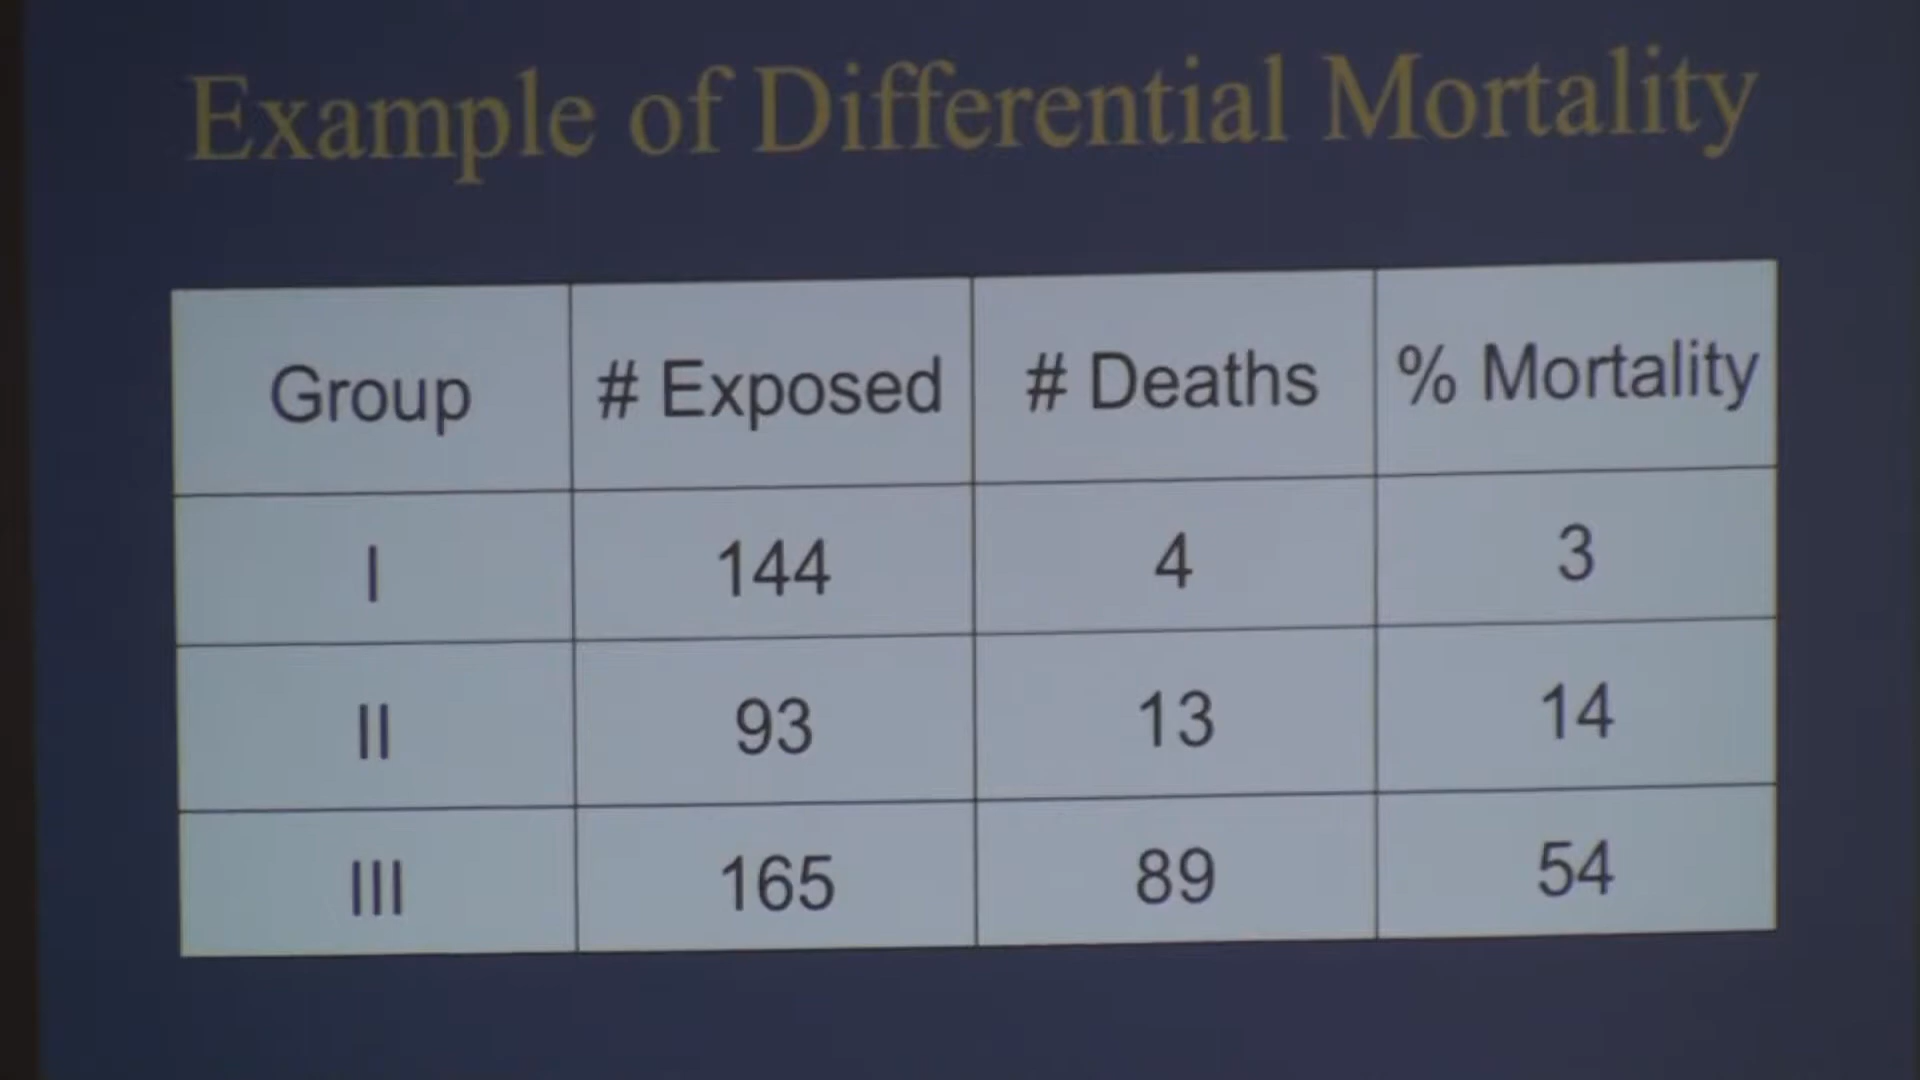 Example of Differential Mortality
Group # Exposed # Deaths % Mortality
I 144 4 3
II 93 13 14
III 165 89 54